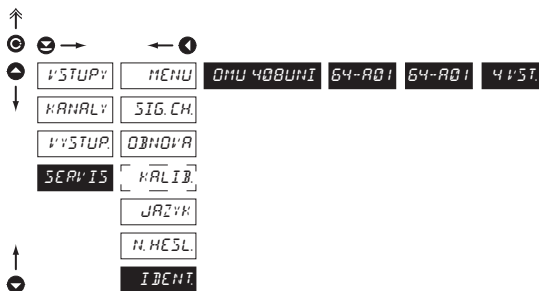 VSTUPY MENU OMU 408UNI 64-A01 64-A01 4 VST.
KANALY SIG. CH.
VYSTUP. OBNOVA
SERVIS KALIB.
JAZYK
N. HESL.
IDENT.